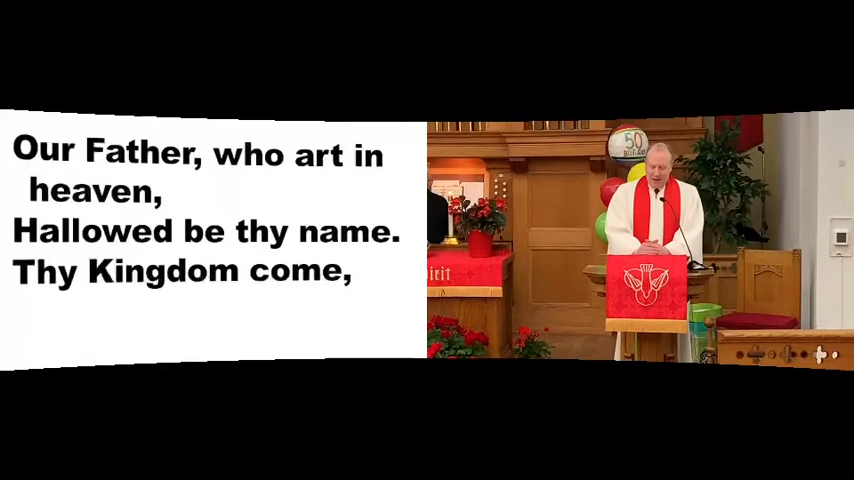 Our Father, who art in
heaven,
Hallowed be thy name.
Thy Kingdom come,
50